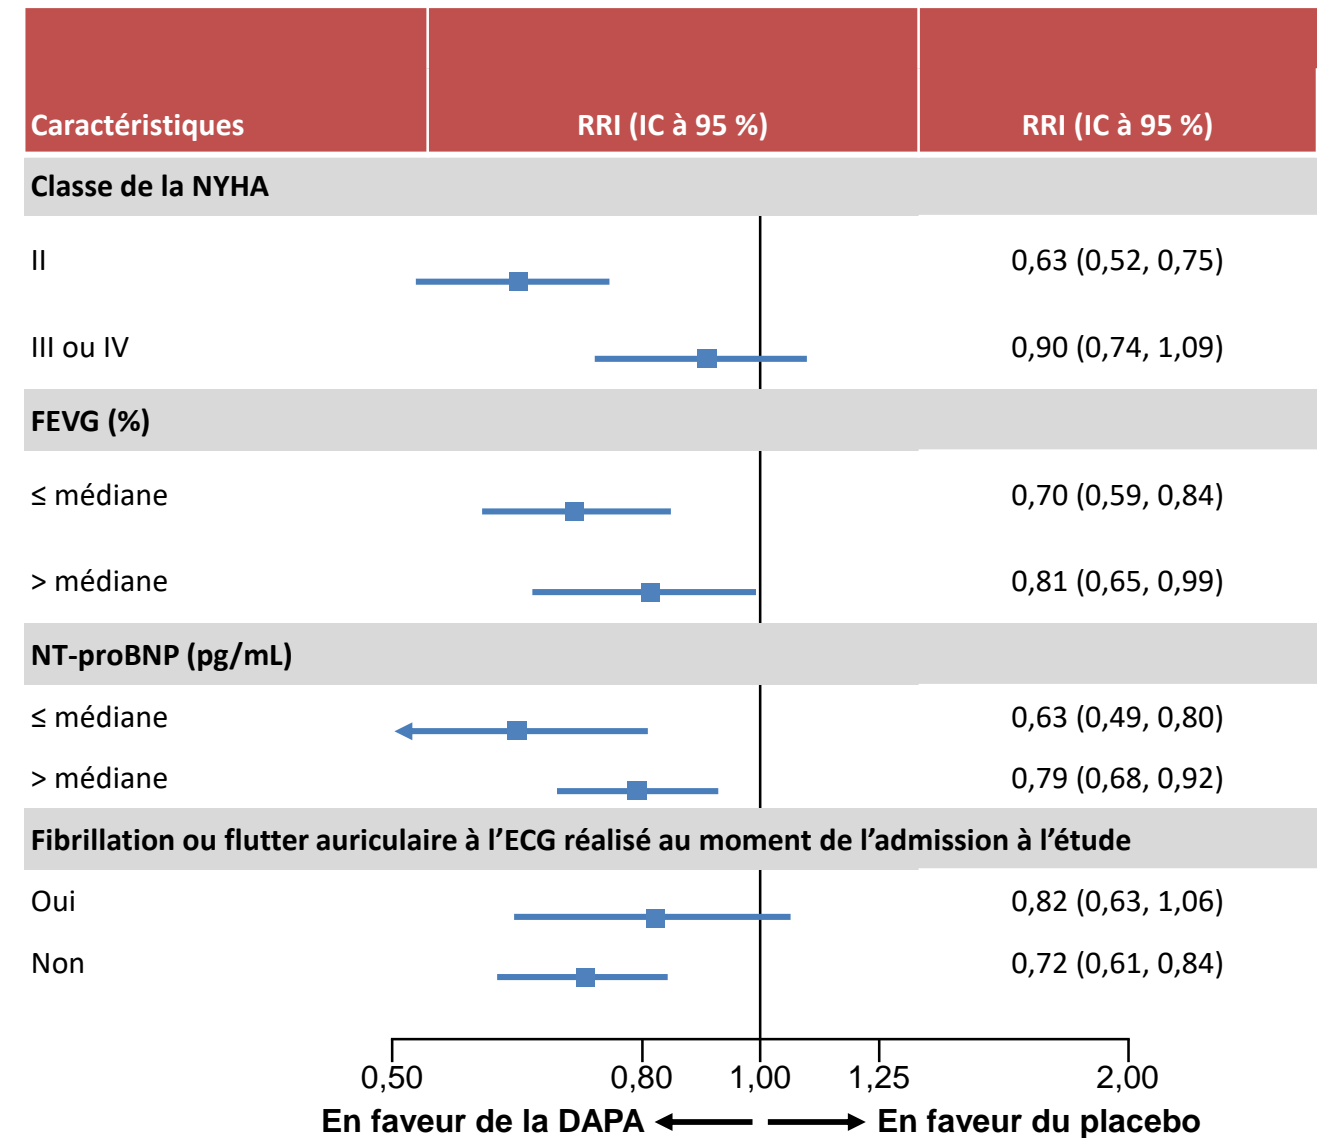 Caractéristiques RRI (IC à 95 %) RRI (IC à 95 %)
Classe de la NYHA
II 0,63 (0,52, 0,75)
III ou IV 0,90 (0,74, 1,09)
FEVG (%)
≤ médiane 0,70 (0,59, 0,84)
> médiane 0,81 (0,65, 0,99)
NT-proBNP (pg/mL)
≤ médiane 0,63 (0,49, 0,80)
> médiane 0,79 (0,68, 0,92)
Fibrillation ou flutter auriculaire à l’ECG réalisé au moment de l’admission à l’étude
Oui 0,82 (0,63, 1,06)
Non 0,72 (0,61, 0,84)
0,50 0,80 1,00 1,25 2,00
En faveur de la DAPA En faveur du placebo